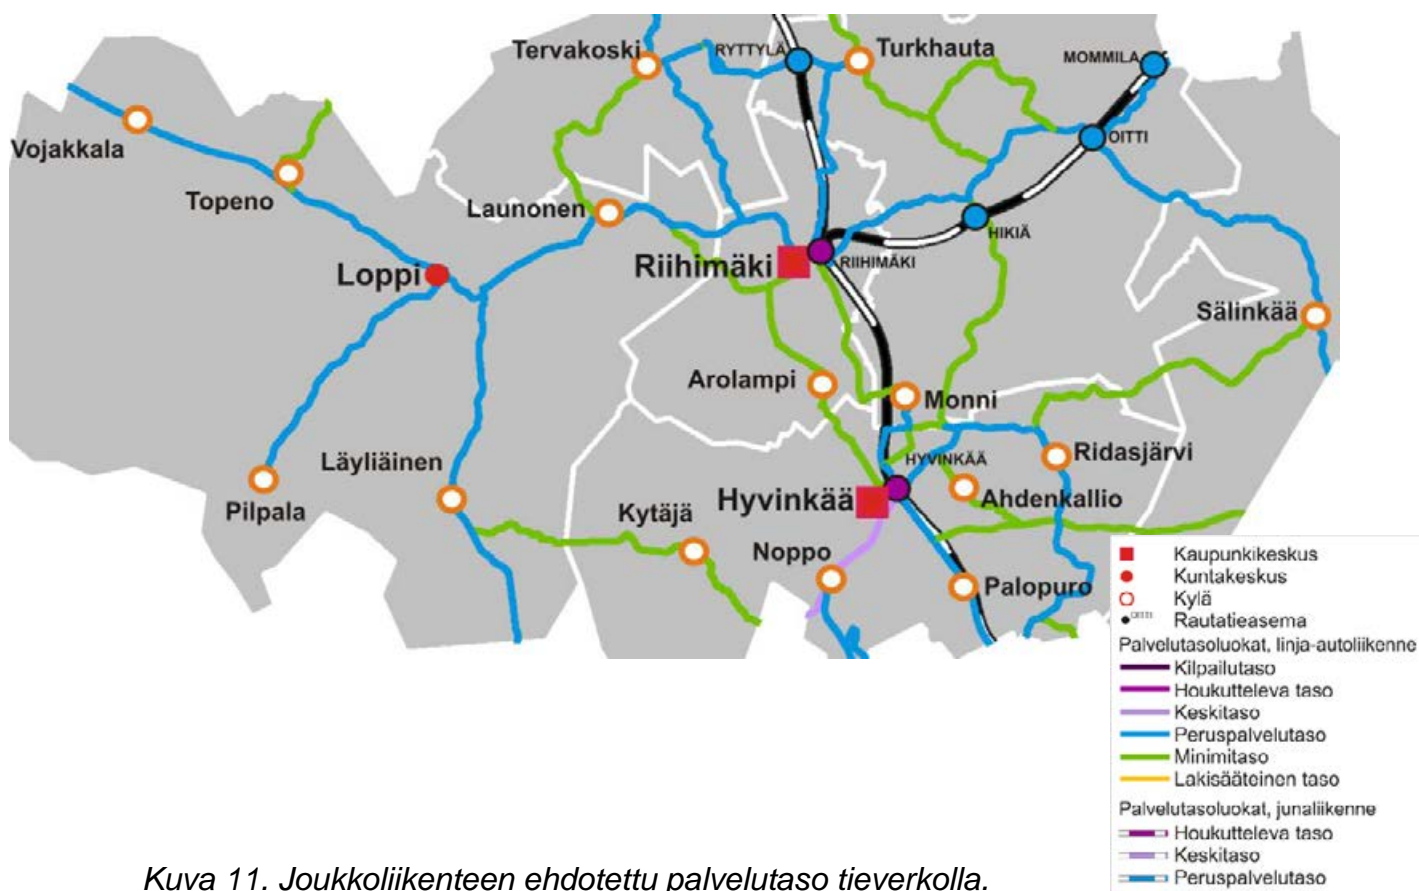 Tervakoski
RYTTYLÄ
Turkhauta
MOMMILA
Vojakkala
OITTI
Topeno
Launonen
HIKIÄ
Loppi
Riihimäki
RIIHIMÄKI
Sälinkää
Arolampi
Monni
Läyliäinen
HYVINKÄÄ
Ridasjärvi
Pilpala
Hyvinkää
Ahdenkallio
Kytäjä
Noppo
Palopuro
Kaupunkikeskus
Kuntakeskus
Kylä
OITTI
Rautatieasema
Palvelutasoluokat, linja-autoliikenne
Kilpailutaso
Houkutteleva taso
Keskitaso
Peruspalvelutaso
Minimitaso
Lakisääteinen taso
Palvelutasoluokat, junaliikenne
Houkutteleva taso
Keskitaso
Peruspalvelutaso
Kuva 11. Joukkoliikenteen ehdotettu palvelutaso tieverkolla.